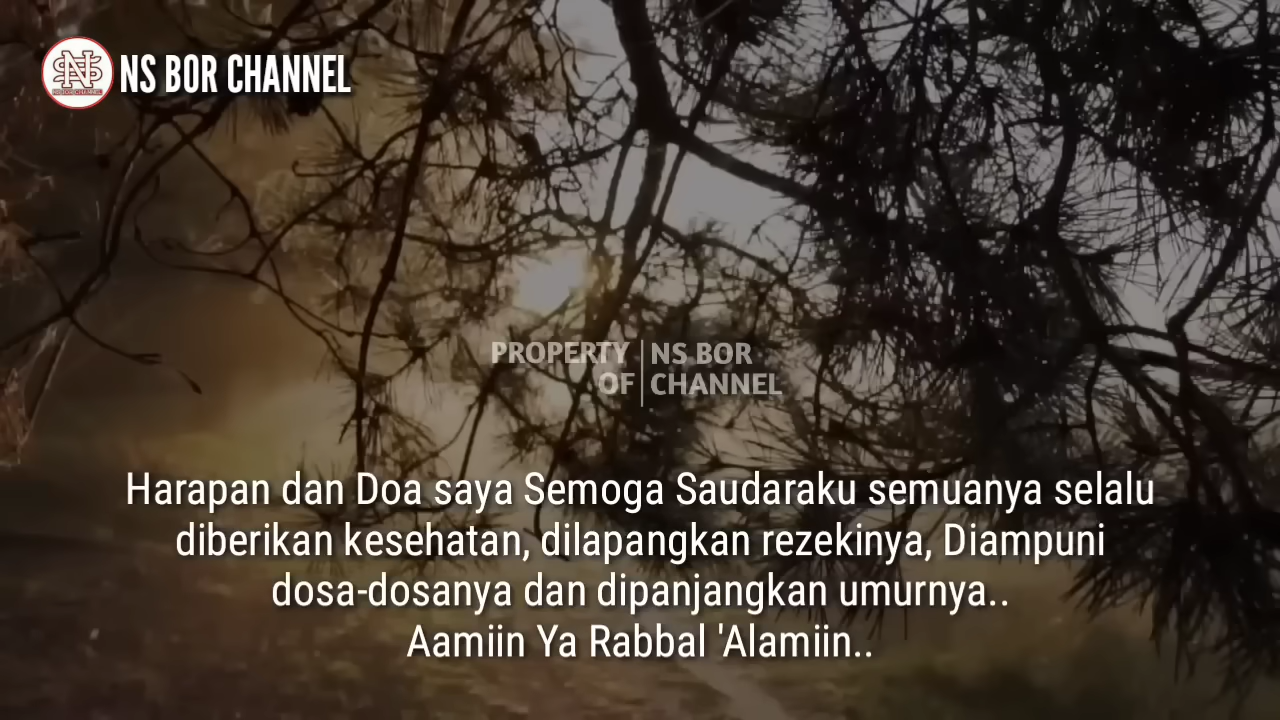 NS BOR CHANNEL
PROPERTY OF
NS BOR CHANNEL
Harapan dan Doa saya Semoga Saudaraku semuanya selalu
diberikan kesehatan, dilapangkan rezekinya, Diampuni
dosa-dosanya dan dipanjangkan umurnya..
Aamiin Ya Rabbal 'Alamiin..